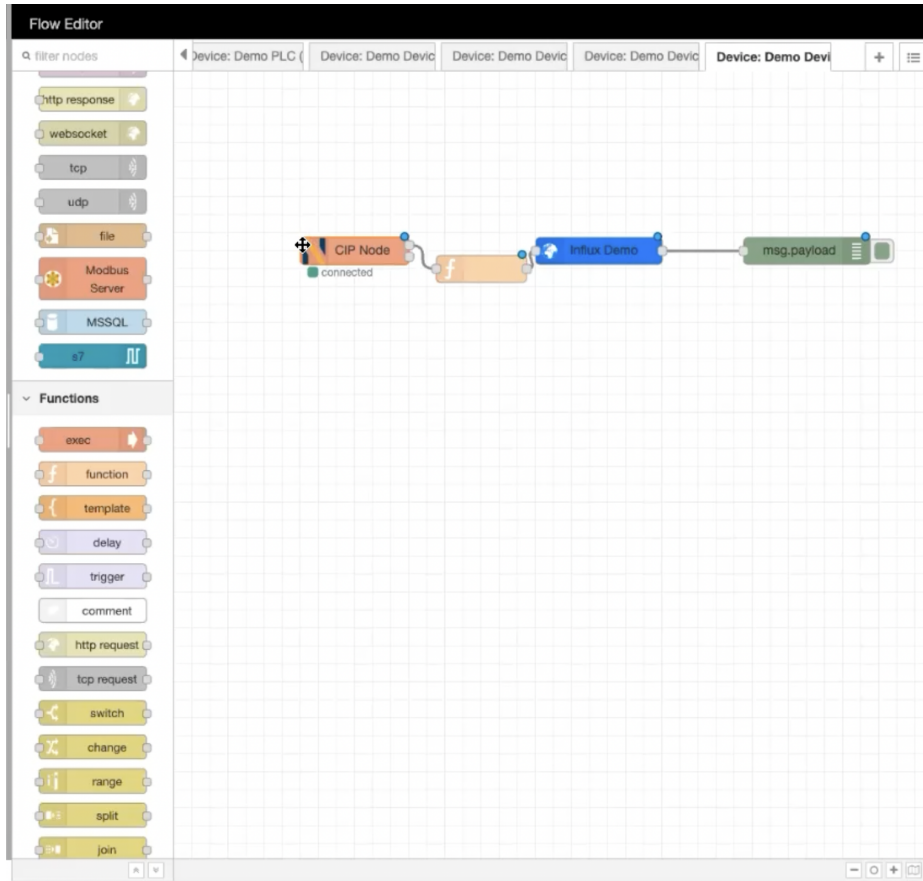 Flow Editor
filter nodes
Device: Demo PLC (
Device: Demo Devic
Device: Demo Devic
Device: Demo Devic
Device: Demo Devi
http response
websocket
tcp
udp
file
Modbus
Server
MSSQL
s7
Functions
exec
function
template
delay
trigger
comment
http request
tcp request
switch
change
range
split
join
CIP Node
connected
Influx Demo
msg.payload